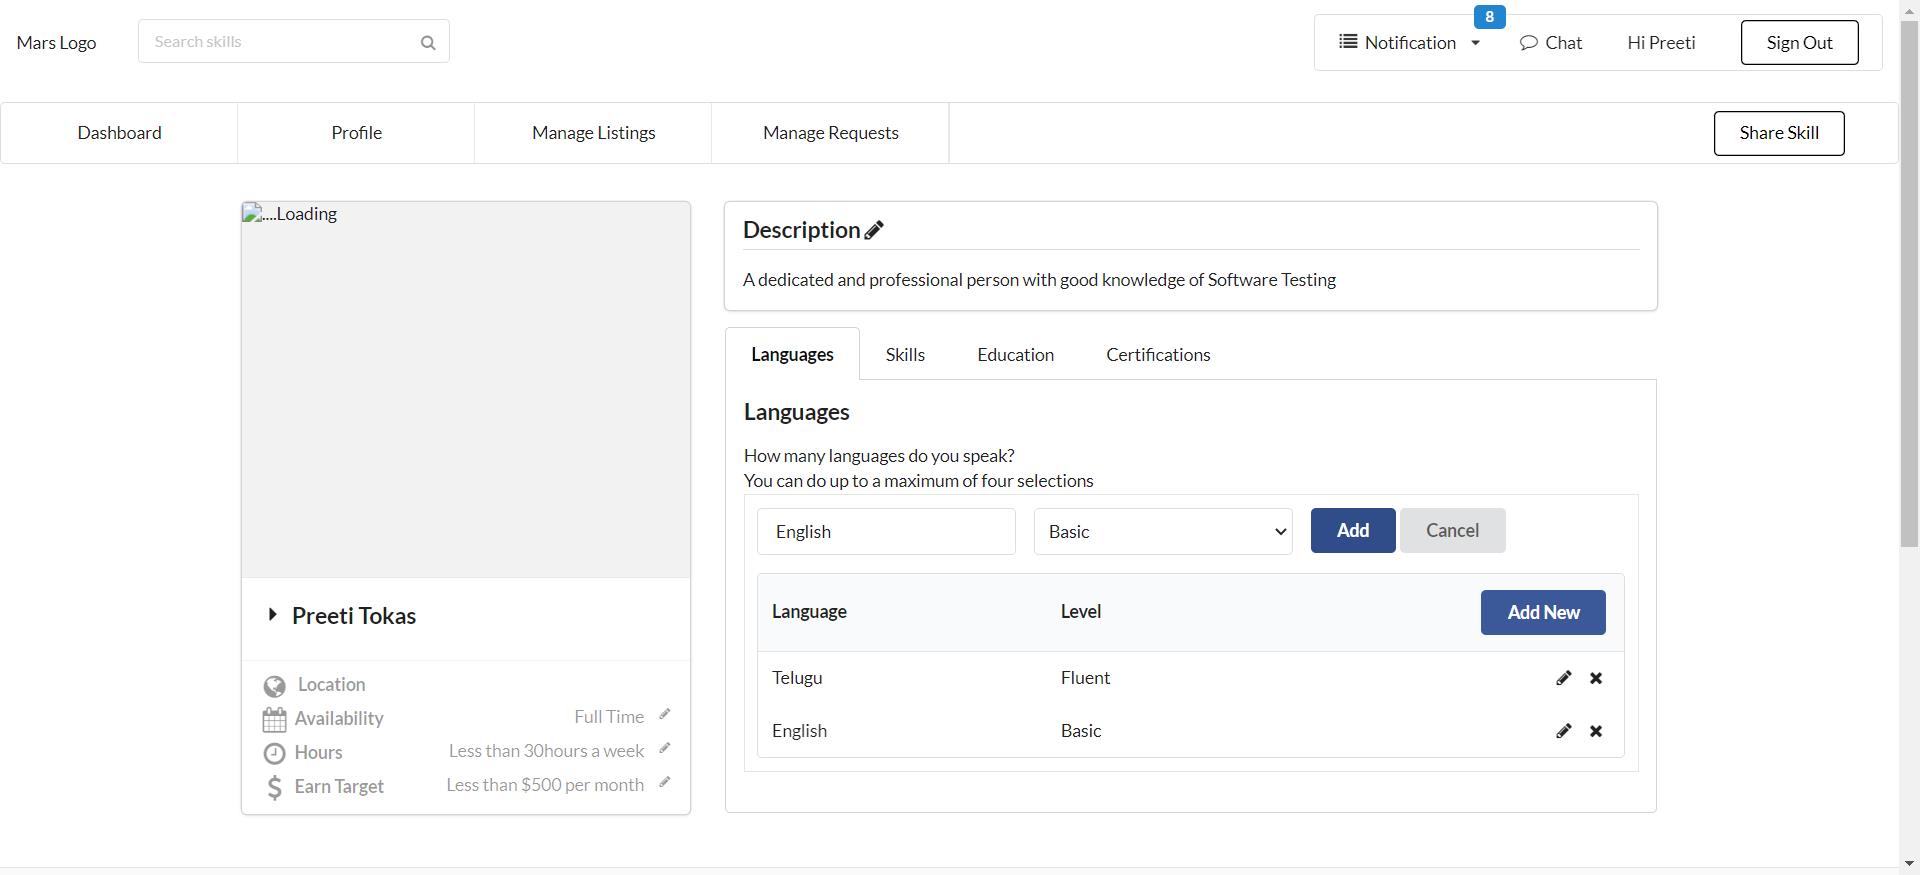 Mars Logo
Search skills
Notification
8
Chat
Hi Preeti
Sign Out
Dashboard
Profile
Manage Listings
Manage Requests
Share Skill
....Loading
Preeti Tokas
Location
Availability
Full Time
Hours
Less than 30hours a week
Earn Target
Less than $500 per month
Description
A dedicated and professional person with good knowledge of Software Testing
Languages
Skills
Education
Certifications
Languages
How many languages do you speak?
You can do up to a maximum of four selections
English
Basic
Add
Cancel
Language
Level
Add New
Telugu
Fluent
English
Basic